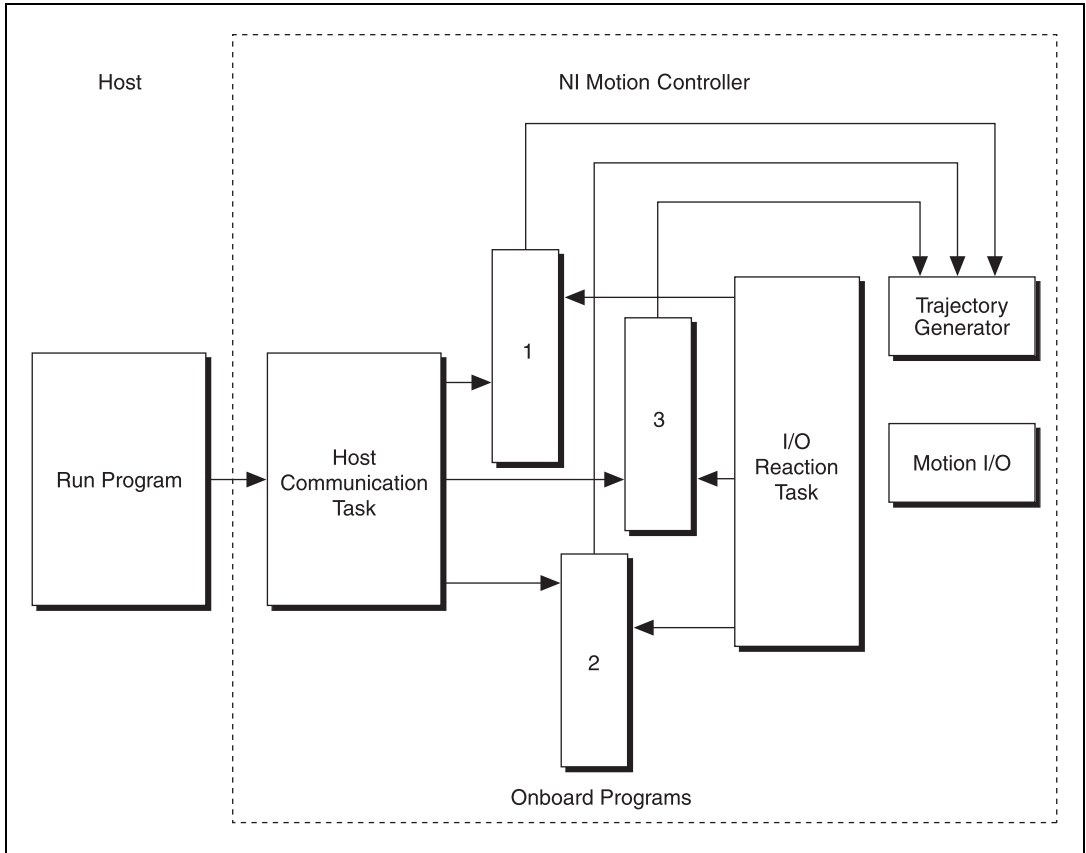 Host
NI Motion Controller
1
Trajectory
Generator
3
Run Program
Host
Communication
Task
I/O
Reaction
Task
Motion I/O
2
Onboard Programs